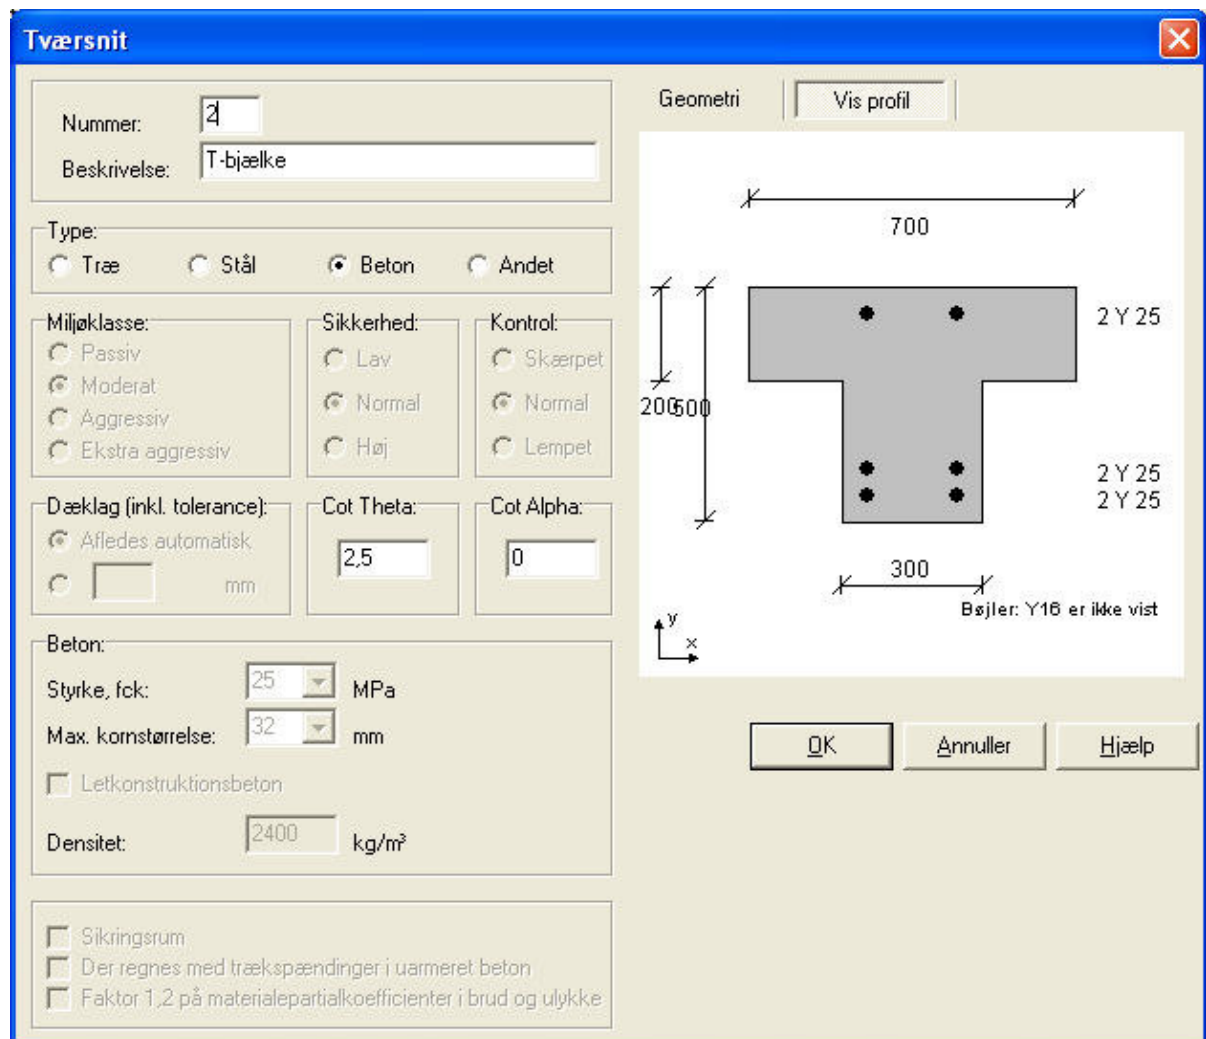 Tværsnit
Nummer: 2
Beskrivelse: T-bjælke
Type:
Træ Stål Beton Andet
Miljøklasse:
Passiv
Moderat
Aggressiv
Ekstra aggressiv
Sikkerhed:
Lav
Normal
Høj
Kontrol:
Skærpet
Normal
Lempet
Dæklag (inkl. tolerance):
Afledes automatisk
mm
Cot Theta:
2,5
Cot Alpha:
0
Beton:
Styrke, fck: 25 MPa
Max. kornstørrelse: 32 mm
Letkonstruktionsbeton
Densitet: 2400 kg/m³
Sikringsrum
Der regnes med trækspændinger i uarmeret beton
Faktor 1,2 på materialepartialkoefficienter i brud og ulykke
Geometri Vis profil
700
2 Y 25
200 500
2 Y 25
2 Y 25
300
Bøjler: Y16 er ikke vist
y
x
OK Annuller Hjælp